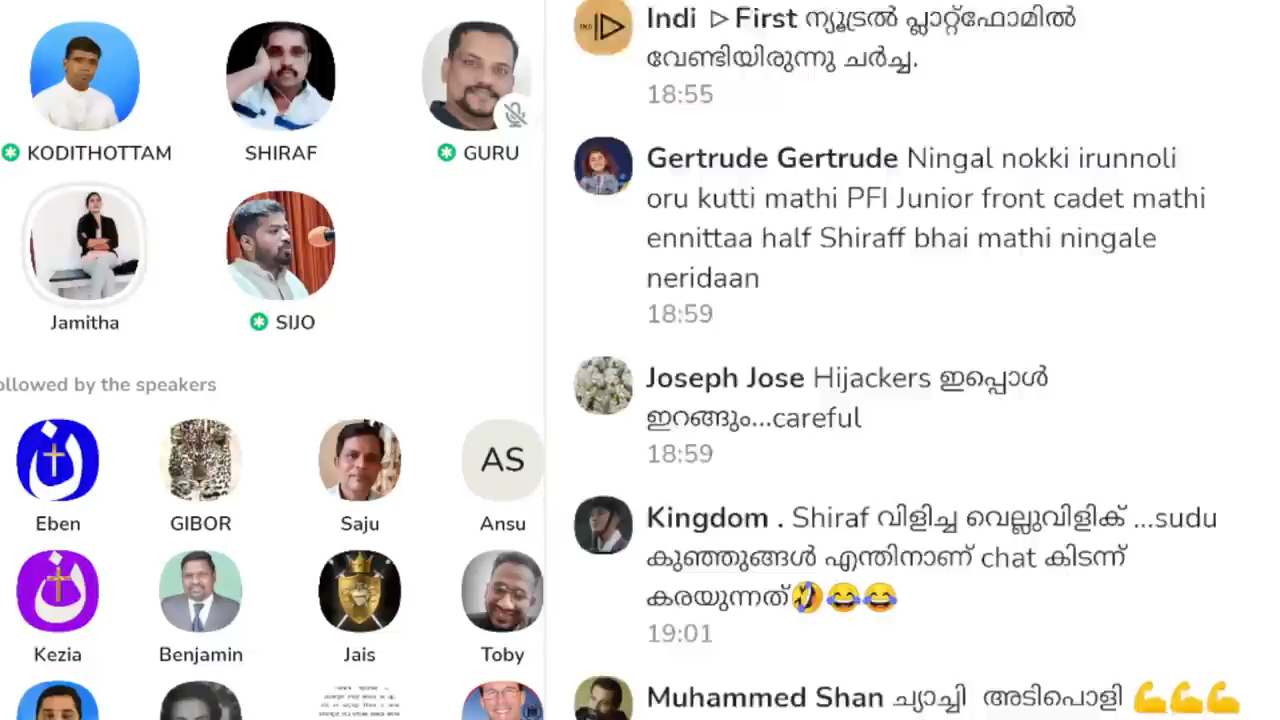 KODITHOTTAM
SHIRAF
GURU
Jamitha
SIJO
ollowed by the speakers
Eben
GIBOR
Saju
AS
Ansu
Kezia
Benjamin
Jais
Toby
Indi ▷ First ന്യൂട്രൽ പ്ലാറ്റ്ഫോമിൽ
വേണ്ടിയിരുന്നു ചർച്ച.
18:55
Gertrude Gertrude Ningal nokki irunnoli
oru kutti mathi PFI Junior front cadet mathi
ennittaa half Shiraff bhai mathi ningale
neridaan
18:59
Joseph Jose Hijackers ഇപ്പൊൾ
ഇറങ്ങും...careful
18:59
Kingdom . Shiraf വിളിച്ച വെല്ലുവിളിക് ...sudu
കുഞ്ഞുങ്ങൾ എന്തിനാണ് chat കിടന്ന്
കരയുന്നത്🤣😂😂
19:01
Muhammed Shan ച്യാച്ചി അടിപൊളി 💪💪💪